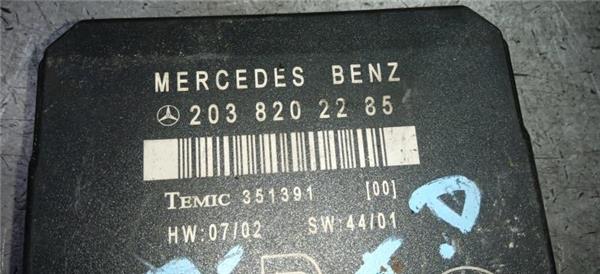 MERCEDES BENZ
203 820 22 85
TEMIC 351391 [00]
HW:07/02 SW:44/01